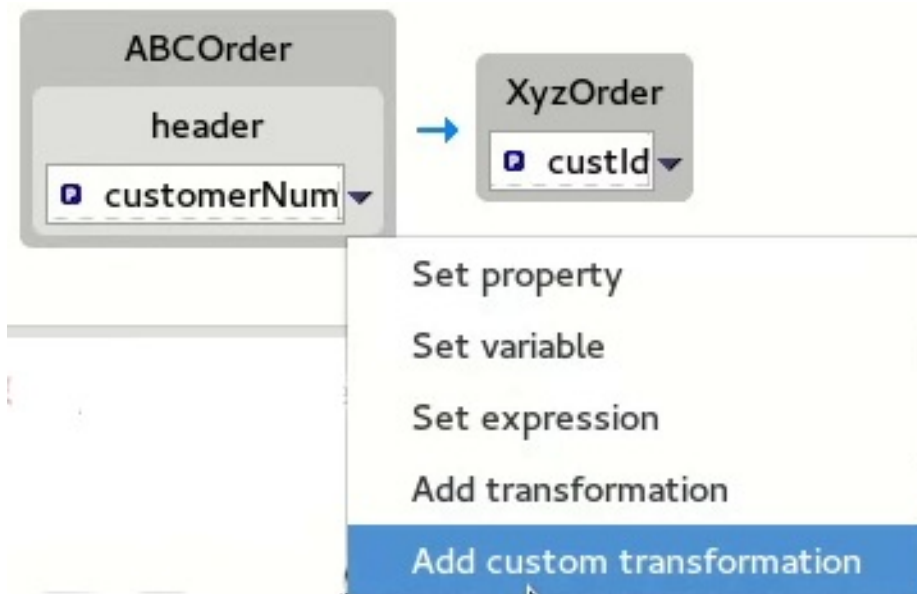 ABCOrder
header
customerNum
XyzOrder
custId
Set property
Set variable
Set expression
Add transformation
Add custom transformation